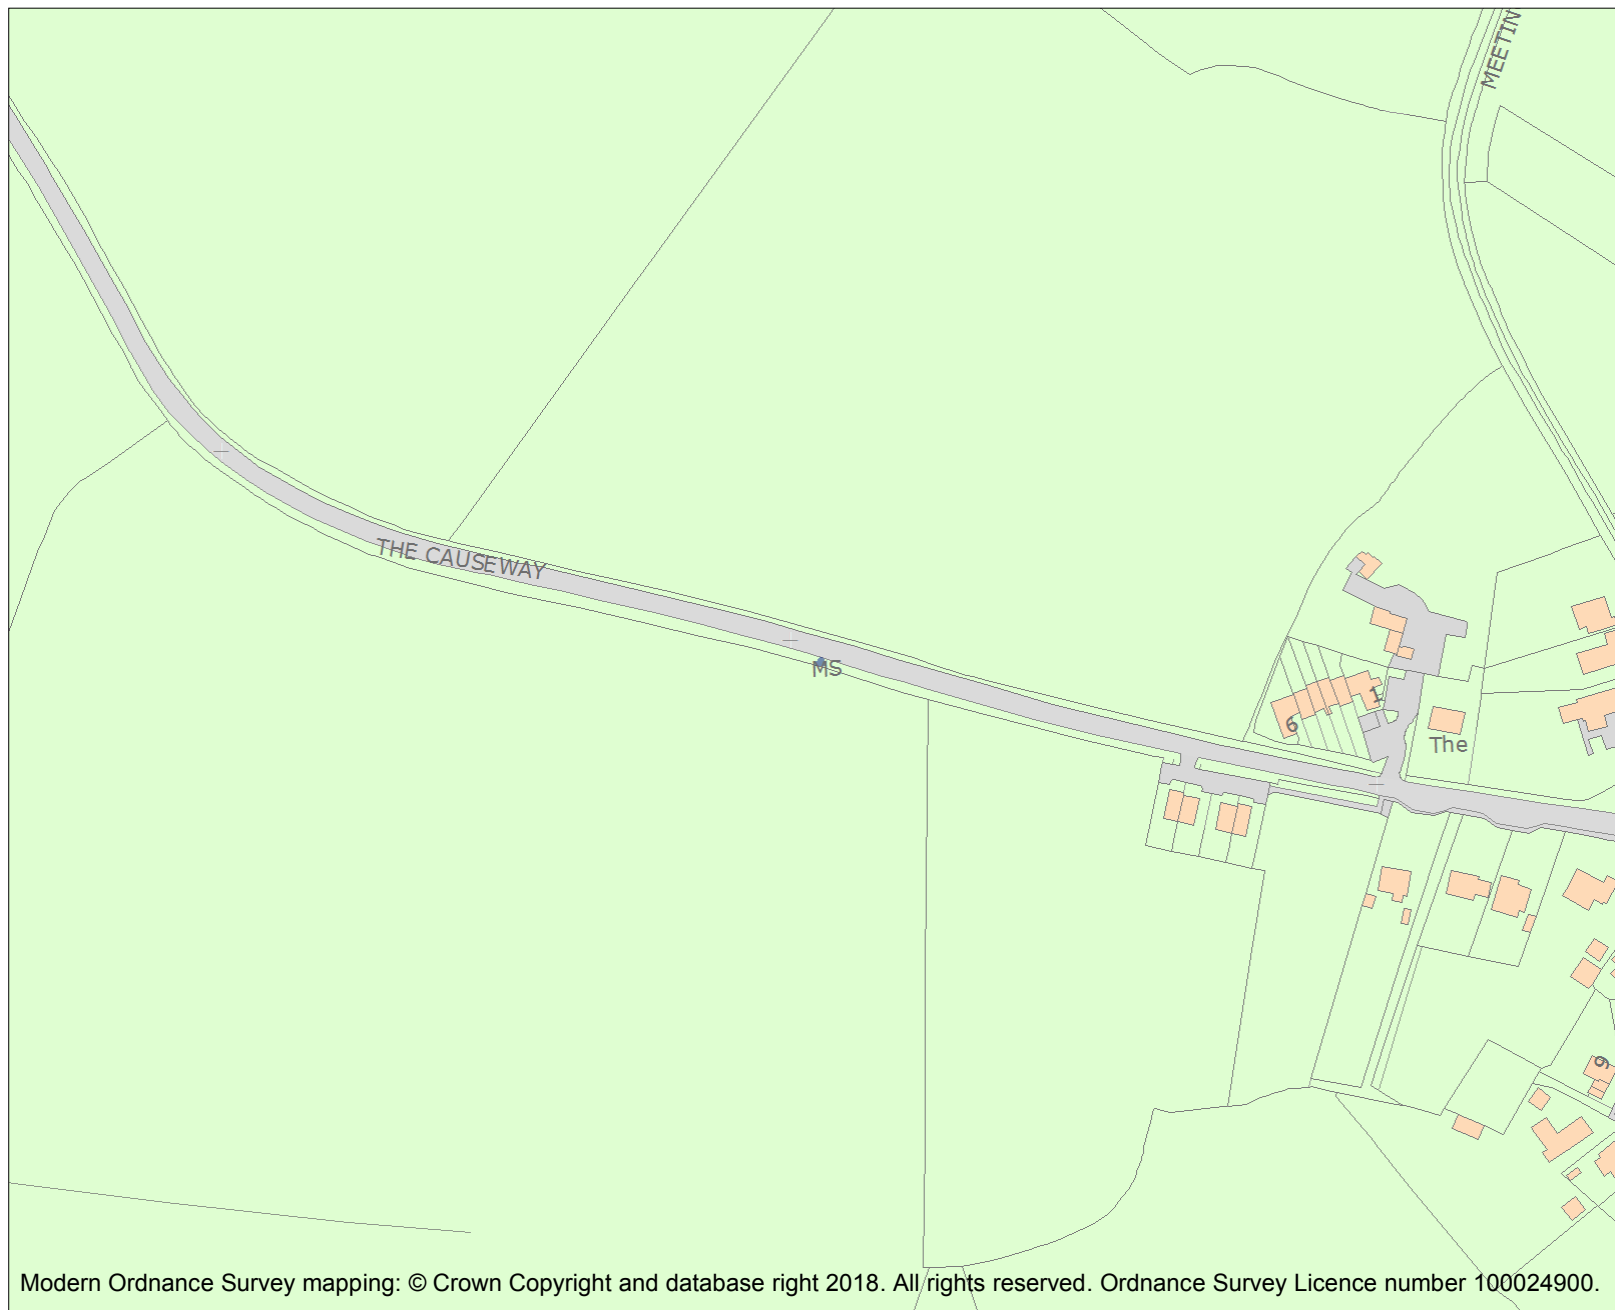 MEETIN
THE CAUSEWAY
MS
1
6
The
9
Modern Ordnance Survey mapping: © Crown Copyright and database right 2018. All rights reserved. Ordnance Survey Licence number 100024900.